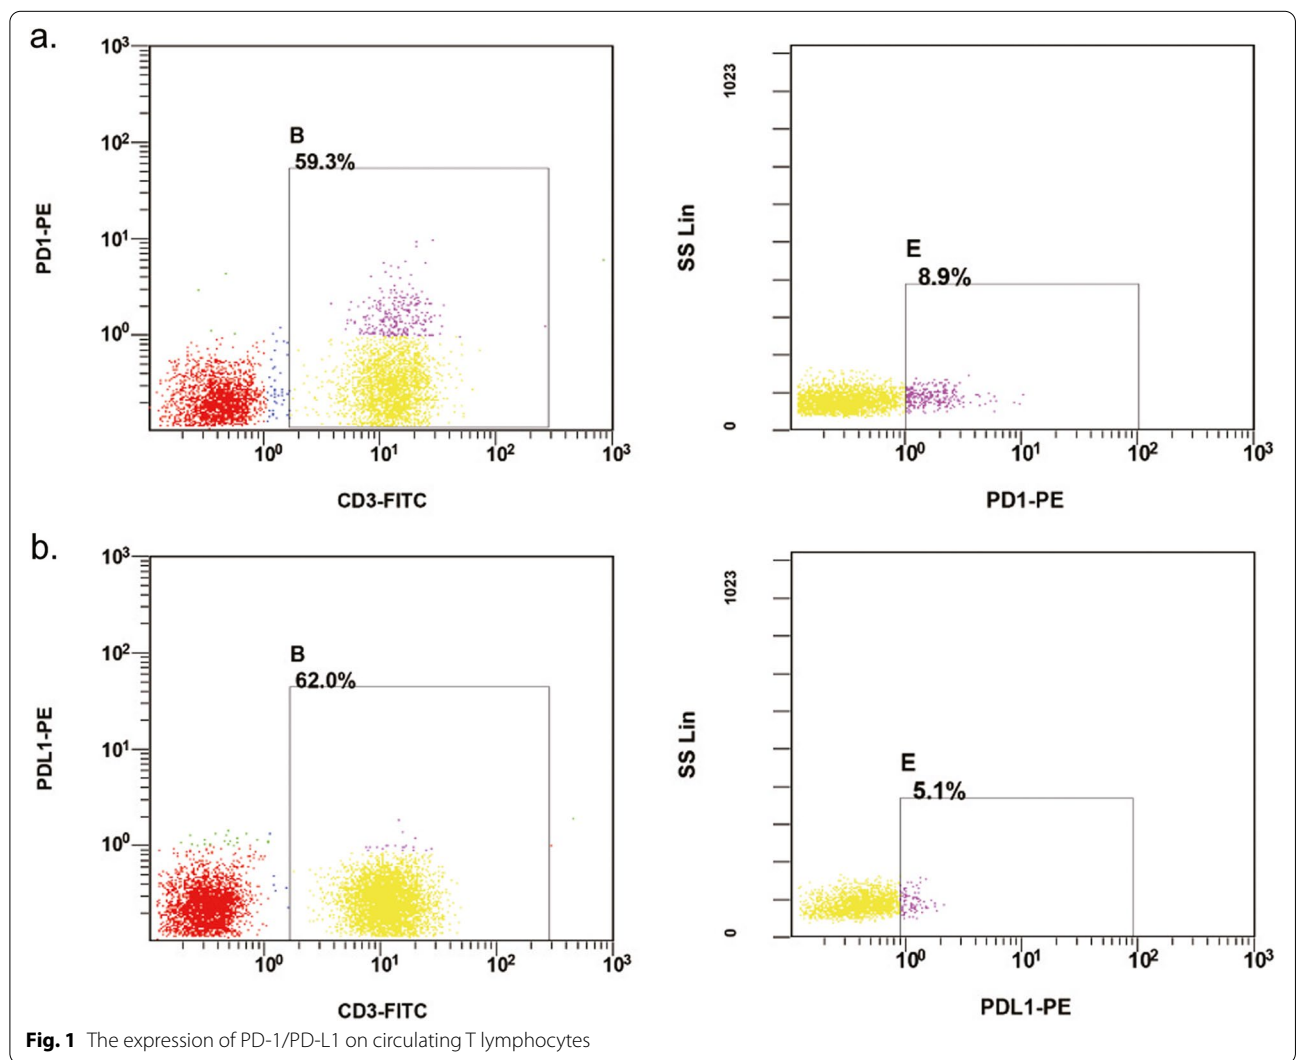 a.
10³
10²
10¹
10⁰
PD1-PE
B
59.3%
10⁰ 10¹ 10² 10³
CD3-FITC
1023
0
SS Lin
E
8.9%
10⁰ 10¹ 10² 10³
PD1-PE
b.
10³
10²
10¹
10⁰
PDL1-PE
B
62.0%
10⁰ 10¹ 10² 10³
CD3-FITC
1023
0
SS Lin
E
5.1%
10⁰ 10¹ 10² 10³
PDL1-PE
Fig. 1 The expression of PD-1/PD-L1 on circulating T lymphocytes